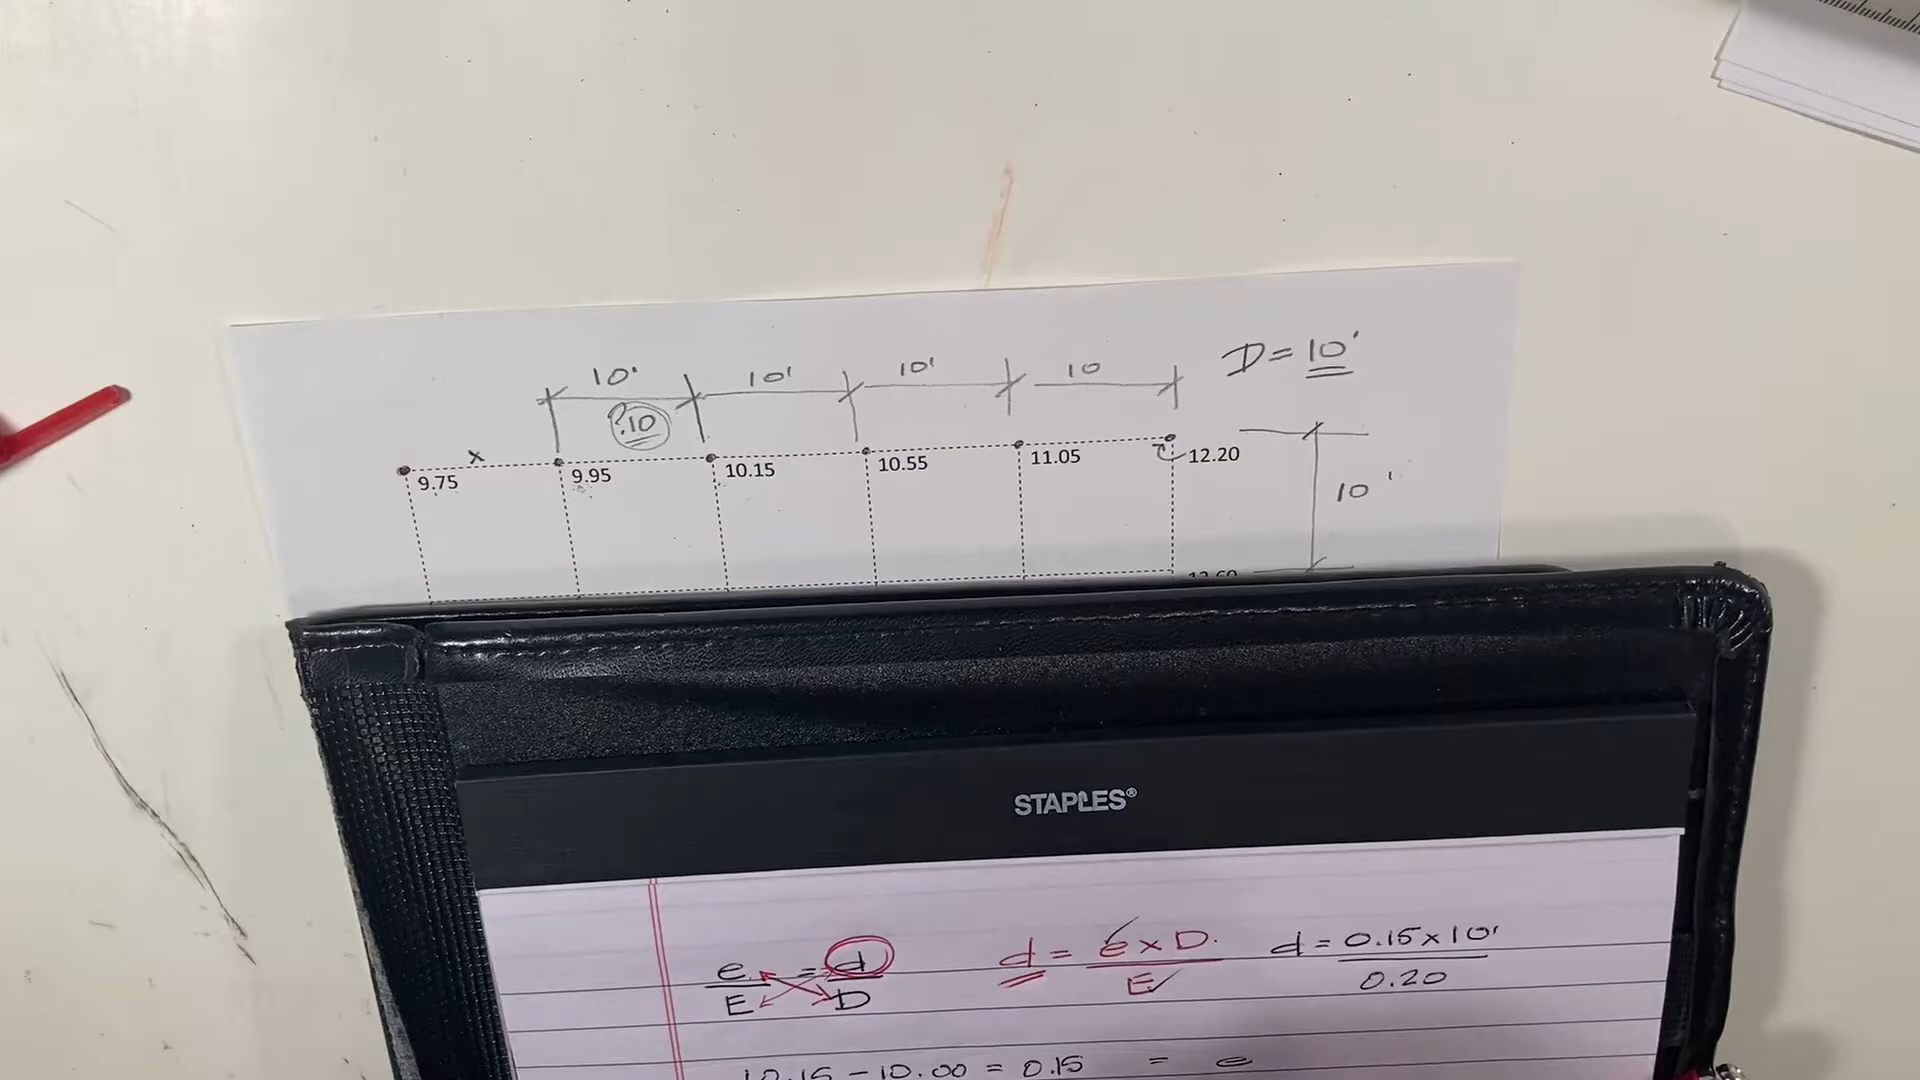 10' 10' 10' 10 D = 10'
?.10
x
9.75 9.95 10.15 10.55 11.05 12.20
10'
STAPLES®
e/E = d/D d = e x D. / E d = 0.15 x 10' / 0.20
10.15 - 10.00 = 0.15 = e